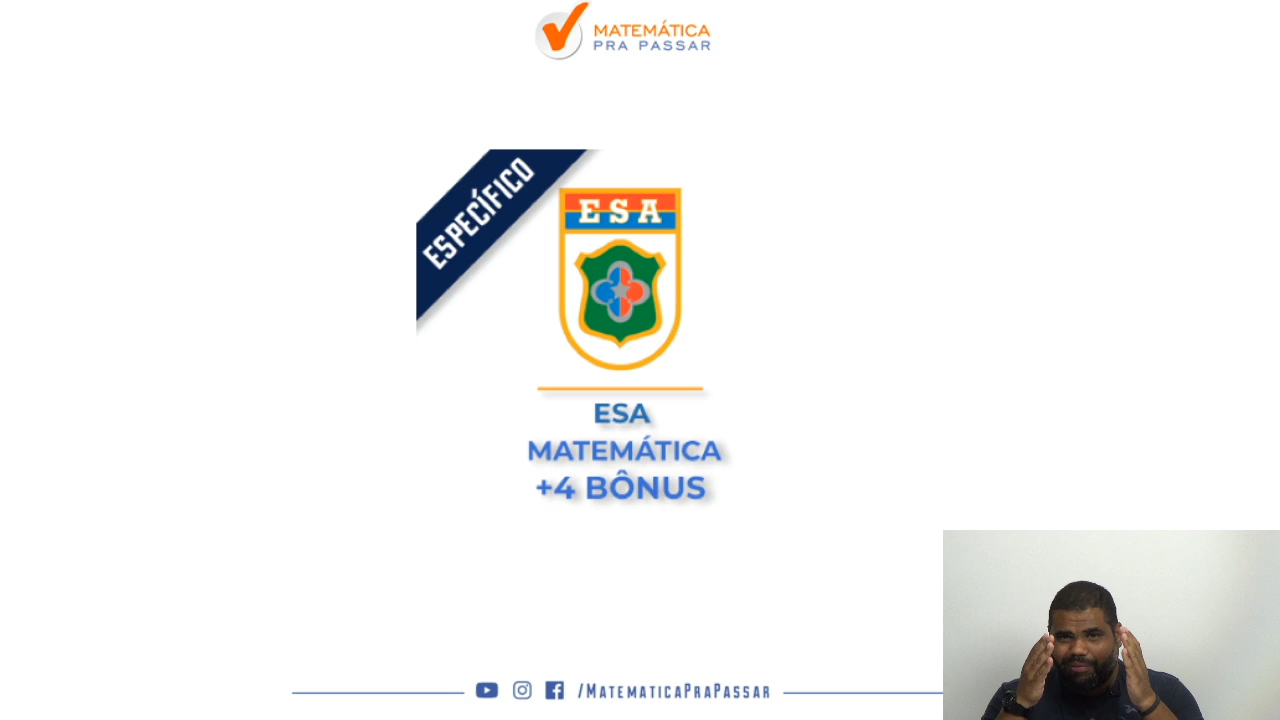 MATEMÁTICA
PRA PASSAR
ESPECÍFICO
ESA
ESA
MATEMÁTICA
+4 BÔNUS
/MATEMATICAPRAPASSAR